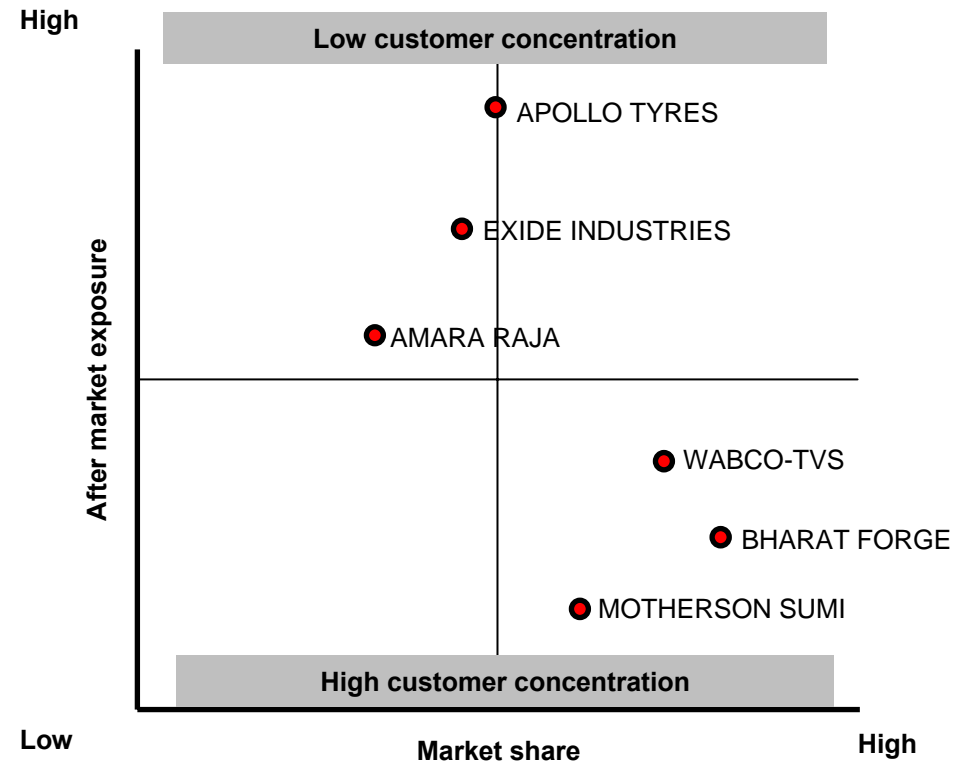 High
Low customer concentration
APOLLO TYRES
EXIDE INDUSTRIES
AMARA RAJA
After market exposure
WABCO-TVS
BHARAT FORGE
MOTHERSON SUMI
High customer concentration
Low
Market share
High